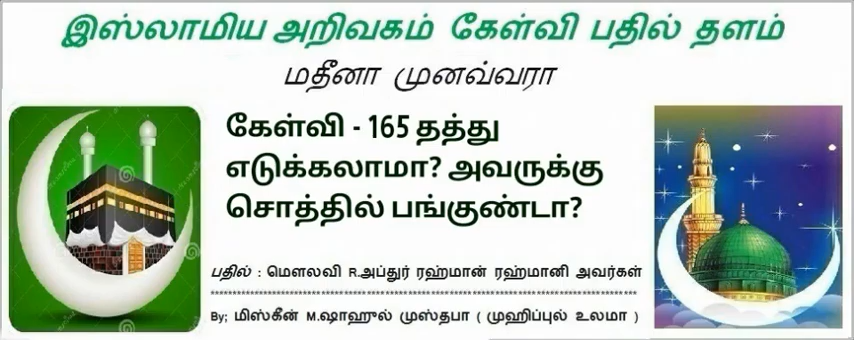 இஸ்லாமிய அறிவகம் கேள்வி பதில் தளம்
மதீனா முனவ்வரா
கேள்வி - 165 தத்து
எடுக்கலாமா? அவருக்கு
சொத்தில் பங்குண்டா?
பதில் : மௌலவி R.அப்துர் ரஹ்மான் ரஹ்மானி அவர்கள்
By; மிஸ்கீன் M.ஷாஹுல் முஸ்தபா ( முஹிப்புல் உலமா )